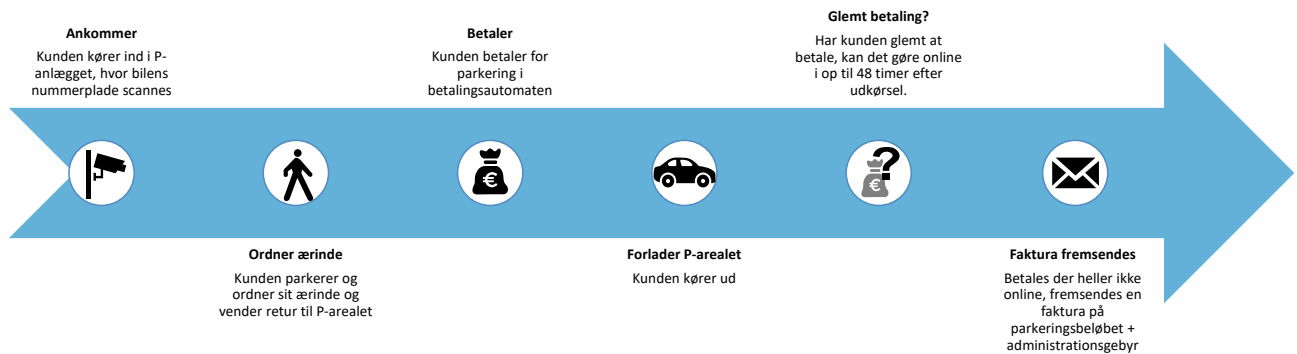 Ankommer
Kunden kører ind i P-
anlægget, hvor bilens
nummerplade scannes
Ordner ærinde
Kunden parkerer og
ordner sit ærinde og
vender retur til P-arealet
Betaler
Kunden betaler for
parkering i
betalingsautomaten
Forlader P-arealet
Kunden kører ud
Glemt betaling?
Har kunden glemt at
betale, kan det gøre online
i op til 48 timer efter
udkørsel.
Faktura fremsendes
Betales der heller ikke
online, fremsendes en
faktura på
parkeringsbeløbet +
administrationsgebyr